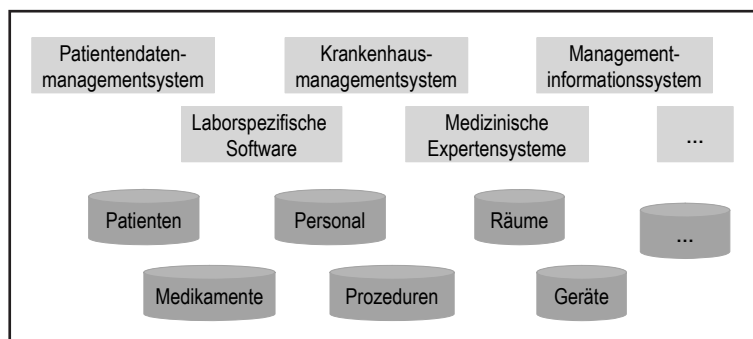 Patientendaten-
managementsystem
Krankenhaus-
managementsystem
Management-
informationssystem
Laborspezifische
Software
Medizinische
Expertensysteme
...
Patienten
Personal
Räume
...
Medikamente
Prozeduren
Geräte